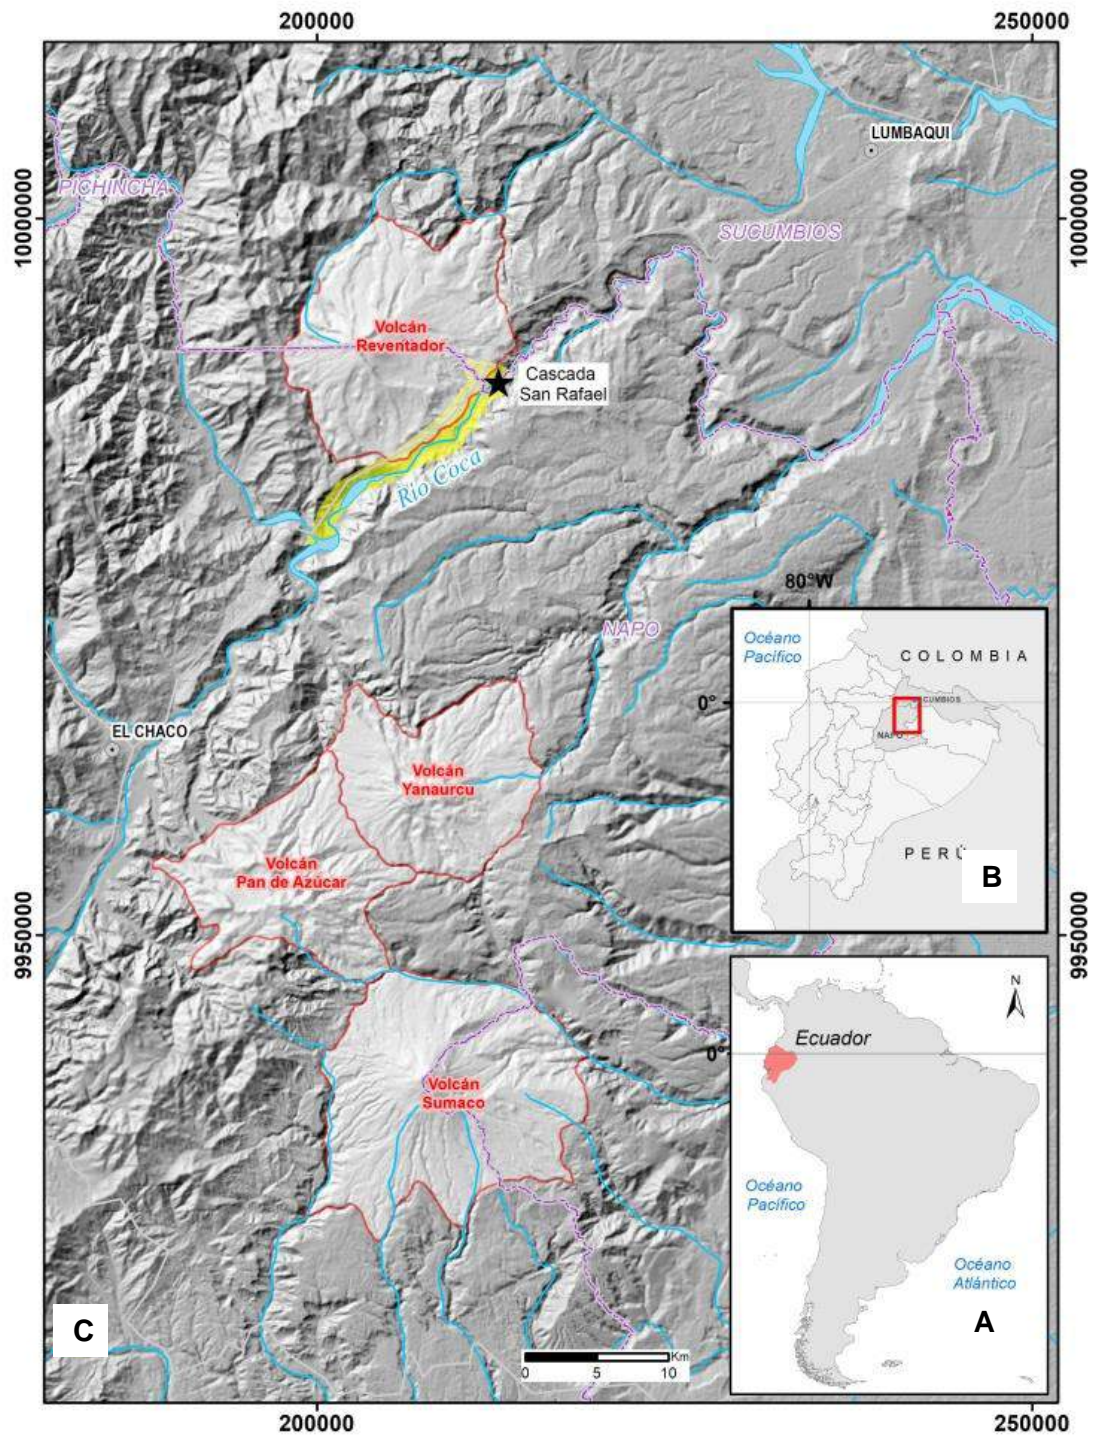 200000
250000
LUMBAQUI
PICHINCHA
10000000
10000000
SUCUMBIOS
Volcán
Reventador
Cascada
San Rafael
Río Coca
80°W
NAPO
Océano
Pacífico
COLOMBIA
0°
CUMBIOS
NAPO
EL CHACO
Volcán
Yanaurcu
Volcán
Pan de Azúcar
PERÚ
B
9950000
9950000
N
Ecuador
0°
Volcán
Sumaco
Océano
Pacífico
Océano
Atlántico
A
C
Km
0
5
10
200000
250000